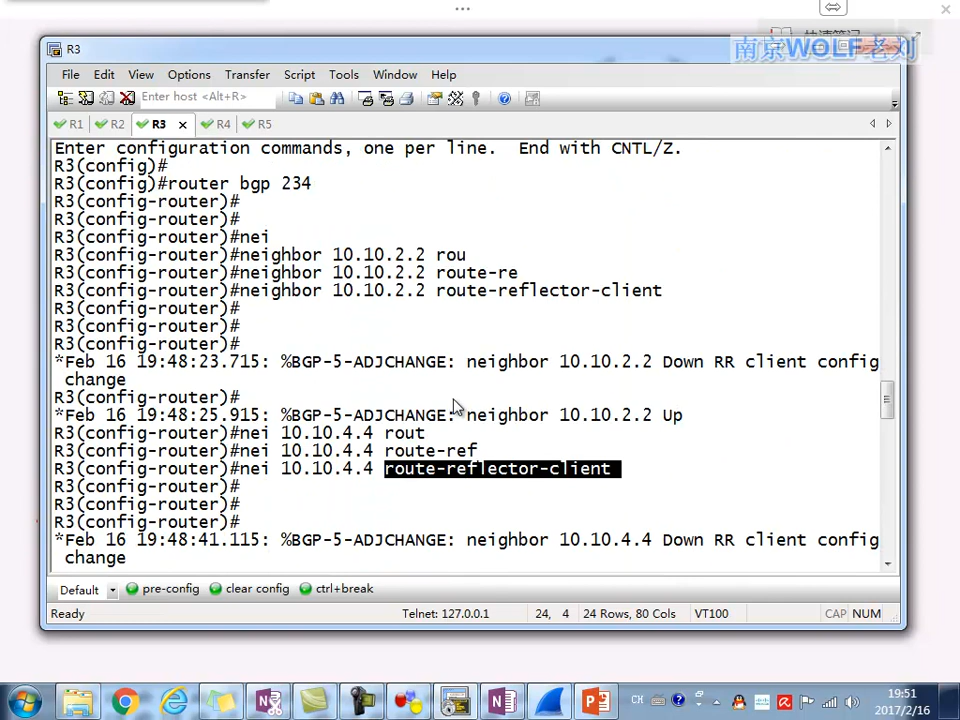 R3
南京WOLF老刘
File Edit View Options Transfer Script Tools Window Help
Enter host <Alt+R>
R1 R2 R3 R4 R5
Enter configuration commands, one per line.  End with CNTL/Z.
R3(config)#
R3(config)#router bgp 234
R3(config-router)#
R3(config-router)#
R3(config-router)#nei
R3(config-router)#neighbor 10.10.2.2 rou
R3(config-router)#neighbor 10.10.2.2 route-re
R3(config-router)#neighbor 10.10.2.2 route-reflector-client
R3(config-router)#
R3(config-router)#
R3(config-router)#
*Feb 16 19:48:23.715: %BGP-5-ADJCHANGE: neighbor 10.10.2.2 Down RR client config
change
R3(config-router)#
*Feb 16 19:48:25.915: %BGP-5-ADJCHANGE: neighbor 10.10.2.2 Up
R3(config-router)#nei 10.10.4.4 rout
R3(config-router)#nei 10.10.4.4 route-ref
R3(config-router)#nei 10.10.4.4 route-reflector-client
R3(config-router)#
R3(config-router)#
R3(config-router)#
*Feb 16 19:48:41.115: %BGP-5-ADJCHANGE: neighbor 10.10.4.4 Down RR client config
change
Default pre-config clear config ctrl+break
Ready Telnet: 127.0.0.1 24, 4 24 Rows, 80 Cols VT100 CAP NUM
CH 19:51
2017/2/16